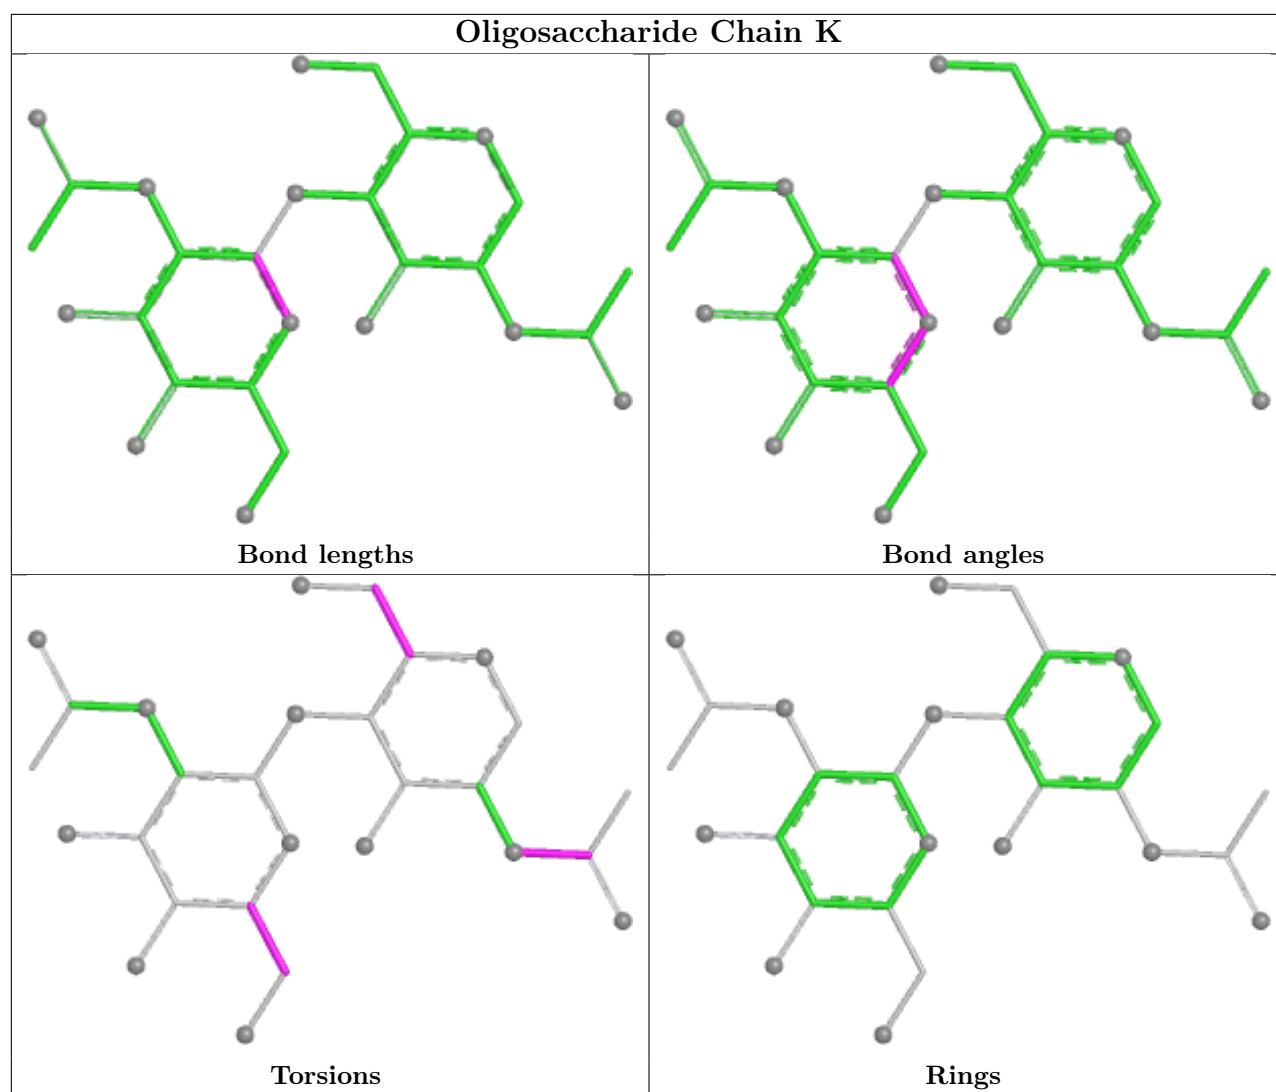 Oligosaccharide Chain K
Bond lengths
Bond angles
Torsions
Rings